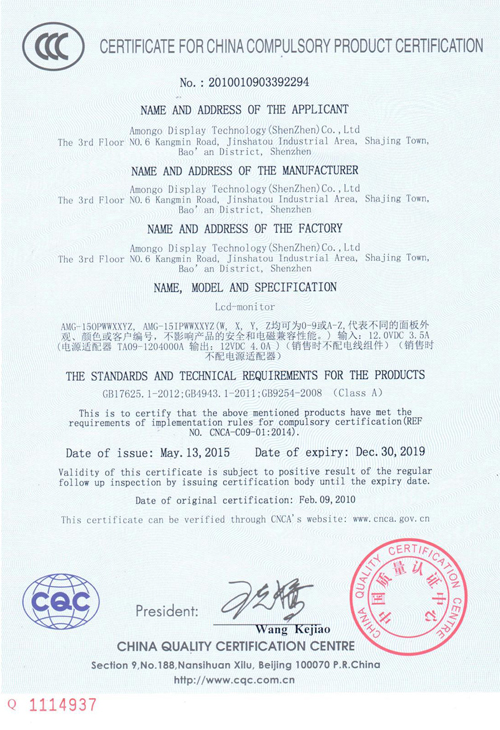 CCC
CERTIFICATE FOR CHINA COMPULSORY PRODUCT CERTIFICATION
No.: 2010010903392294
NAME AND ADDRESS OF THE APPLICANT
Amongo Display Technology(ShenZhen)Co.,Ltd
The 3rd Floor NO.6 Kangmin Road, Jinshatou Industrial Area, Shajing Town,
Bao' an District, Shenzhen
NAME AND ADDRESS OF THE MANUFACTURER
Amongo Display Technology(ShenZhen)Co.,Ltd
The 3rd Floor NO.6 Kangmin Road, Jinshatou Industrial Area, Shajing Town,
Bao' an District, Shenzhen
NAME AND ADDRESS OF THE FACTORY
Amongo Display Technology(ShenZhen)Co.,Ltd
The 3rd Floor NO.6 Kangmin Road, Jinshatou Industrial Area, Shajing Town,
Bao' an District, Shenzhen
NAME, MODEL AND SPECIFICATION
Lcd-monitor
AMG-150PWWXXYZ, AMG-15IPWWXXYZ(W, X, Y, Z均可为0-9或A-Z,代表不同的面板外
观、颜色或客户编号, 不影响产品的安全和电磁兼容性能。) 输入: 12.0VDC 3.5A
(电源适配器 TA09-1204000A 输出: 12VDC 4.0A )(销售时不配电线组件)(销售时
不配电源适配器)
THE STANDARDS AND TECHNICAL REQUIREMENTS FOR THE PRODUCTS
GB17625.1-2012;GB4943.1-2011;GB9254-2008 (Class A)
This is to certify that the above mentioned products have met the
requirements of implementation rules for compulsory certification(REF
NO. CNCA-C09-01:2014).
Date of issue: May.13,2015 Date of expiry: Dec.30,2019
Validity of this certificate is subject to positive result of the regular
follow up inspection by issuing certification body until the expiry date.
Date of original certification: Feb.09,2010
This certificate can be verified through CNCA's website: www.cnca.gov.cn
CQC
President:
Wang Kejiao
CHINA QUALITY CERTIFICATION CENTRE
中国质量认证中心
CHINA QUALITY CERTIFICATION CENTRE
Section 9,No.188,Nansihuan Xilu, Beijing 100070 P.R.China
http://www.cqc.com.cn
Q 1114937